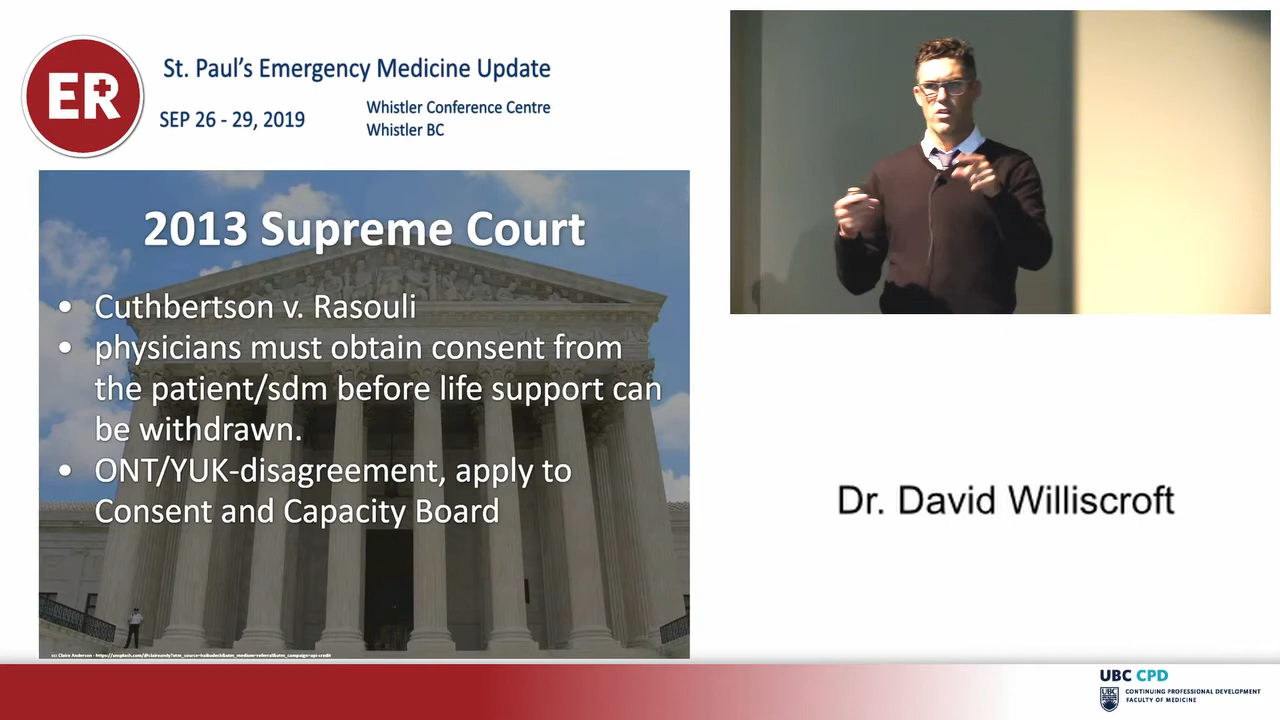 ER
St. Paul's Emergency Medicine Update
SEP 26 - 29, 2019
Whistler Conference Centre
Whistler BC
2013 Supreme Court
• Cuthbertson v. Rasouli
• physicians must obtain consent from
the patient/sdm before life support can
be withdrawn.
• ONT/YUK-disagreement, apply to
Consent and Capacity Board
Dr. David Williscroft
UBC CPD
CONTINUING PROFESSIONAL DEVELOPMENT
FACULTY OF MEDICINE